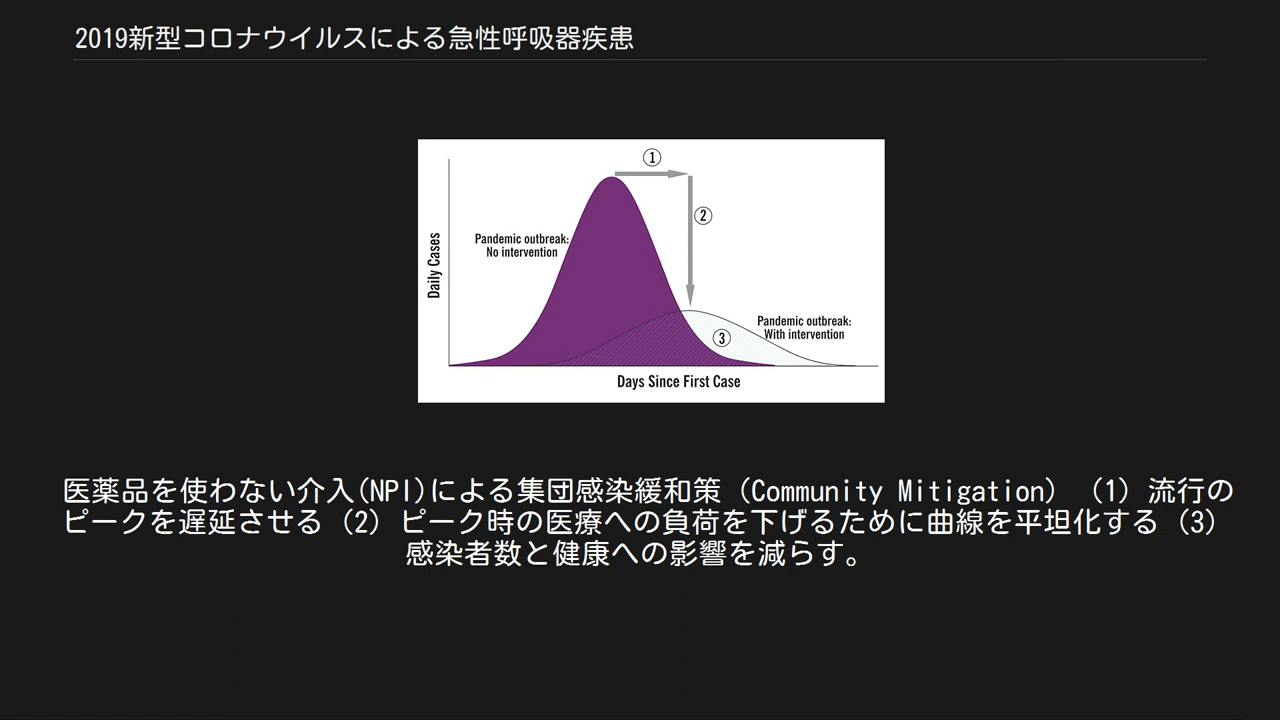 2019新型コロナウイルスによる急性呼吸器疾患
①
②
Pandemic outbreak:
No intervention
Daily Cases
Pandemic outbreak:
With intervention
③
Days Since First Case
医薬品を使わない介入(NPI)による集団感染緩和策（Community Mitigation）（1）流行の
ピークを遅延させる（2）ピーク時の医療への負荷を下げるために曲線を平坦化する（3）
感染者数と健康への影響を減らす。